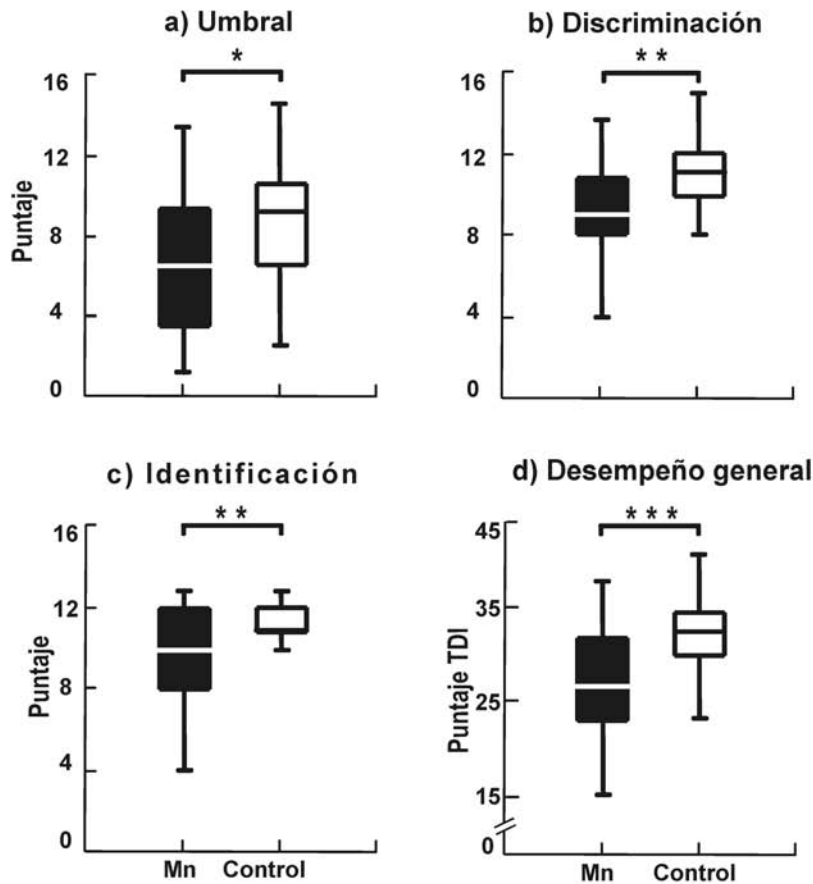 a) Umbral
b) Discriminación
*
* *
16
12
8
4
0
Puntaje
16
12
8
4
0
c) Identificación
d) Desempeño general
* *
* * *
16
12
8
4
0
Puntaje
45
35
25
15
0
Puntaje TDI
Mn Control
Mn Control